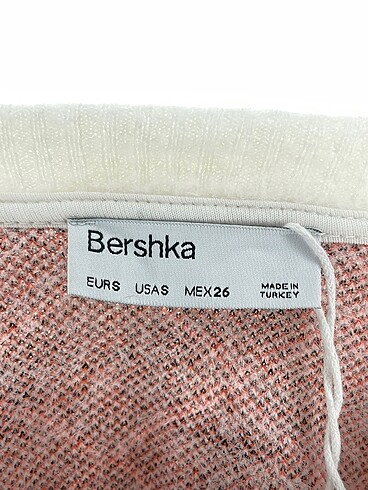 Bershka
EUR S USA S MEX 26 MADE IN
TURKEY